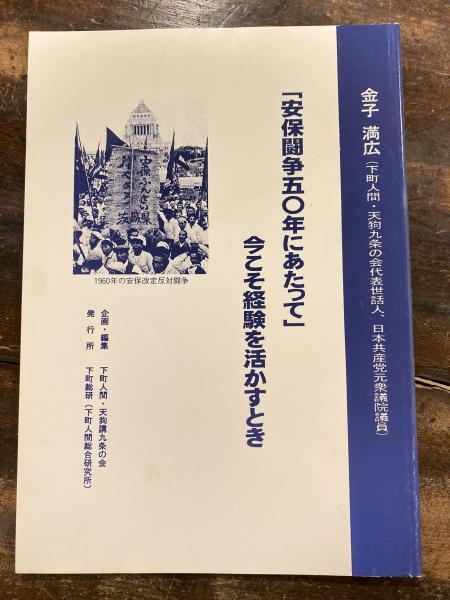 金子 満広(下町人間・天狗九条の会代表世話人、日本共産党元衆議院議員)
「安保闘争五〇年にあたって」
今こそ経験を活かすとき
1960年の安保改定反対闘争
企画・編集 下町人間・天狗講九条の会
発行所 下町総研(下町人間総合研究所)